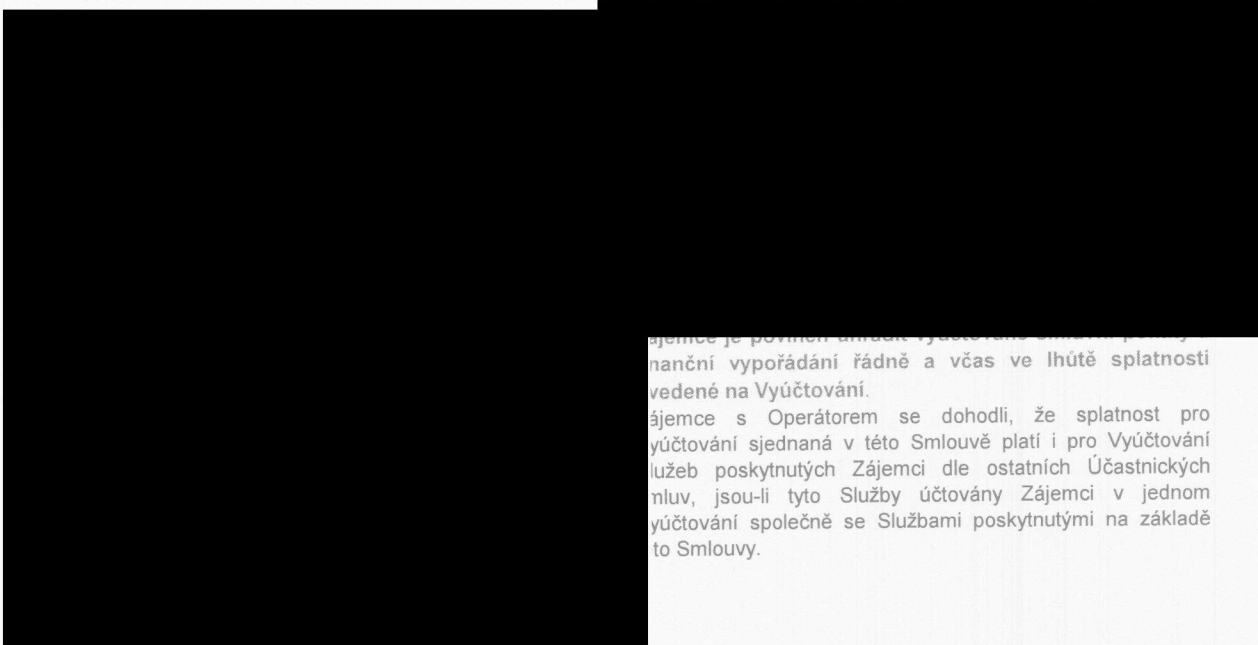 nanční vypořádání řádně a včas ve lhůtě splatnosti
vedené na Vyúčtování.
ájemce s Operátorem se dohodli, že splatnost pro
yúčtování sjednaná v této Smlouvě platí i pro Vyúčtování
lužeb poskytnutých Zájemci dle ostatních Účastnických
mluv, jsou-li tyto Služby účtovány Zájemci v jednom
yúčtování společně se Službami poskytnutými na základě
to Smlouvy.